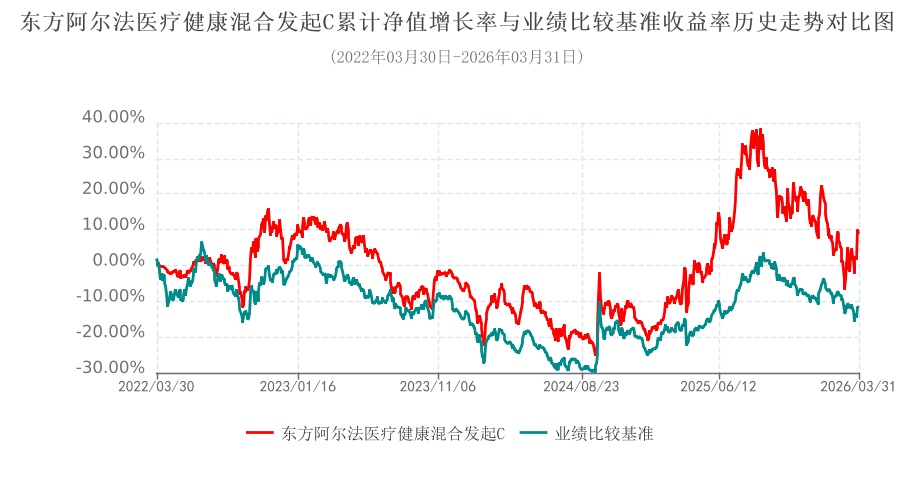 东方阿尔法医疗健康混合发起C累计净值增长率与业绩比较基准收益率历史走势对比图
(2022年03月30日-2026年03月31日)
40.00%
30.00%
20.00%
10.00%
0.00%
-10.00%
-20.00%
-30.00%
2022/03/30 2023/01/16 2023/11/06 2024/08/23 2025/06/12 2026/03/31
东方阿尔法医疗健康混合发起C 业绩比较基准